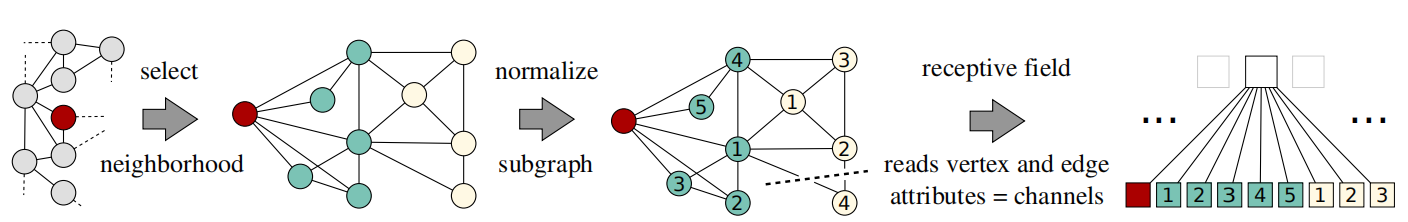 select
neighborhood
normalize
subgraph
4
3
5
1
1
2
3
2
4
receptive field
reads vertex and edge
attributes = channels
... ...
1 2 3 4 5 1 2 3